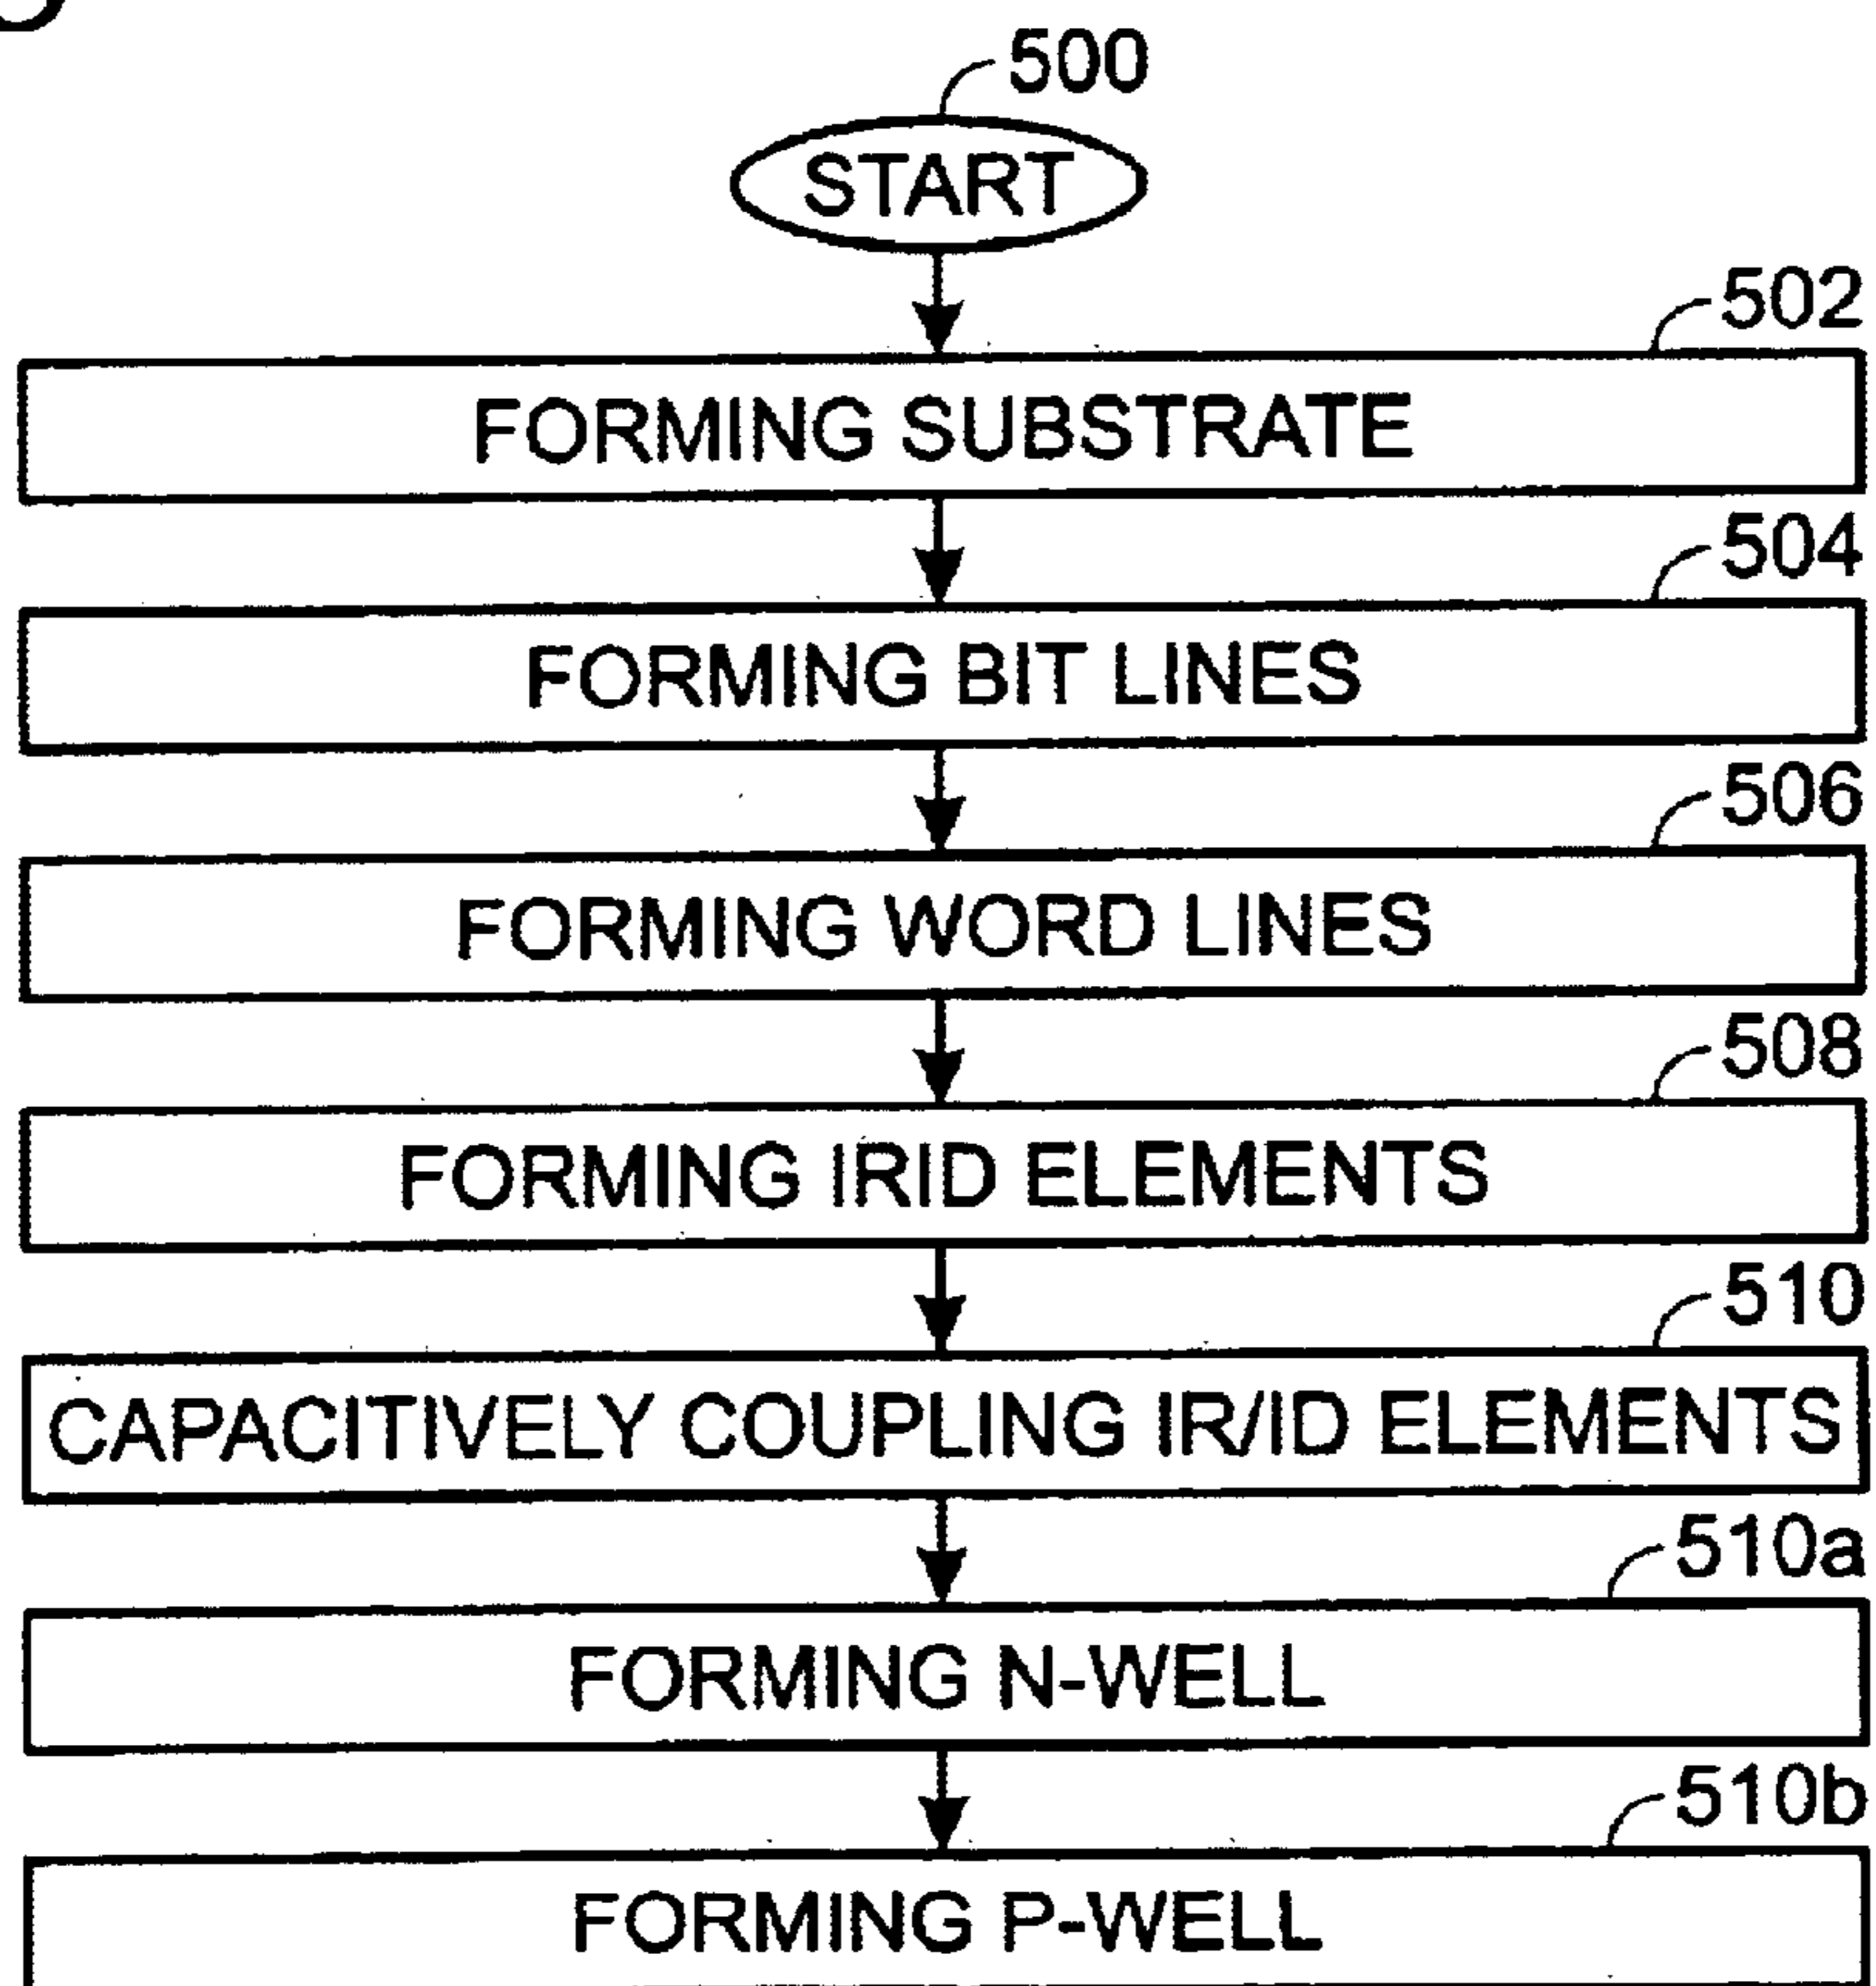 500
START
502
FORMING SUBSTRATE
504
FORMING BIT LINES
506
FORMING WORD LINES
508
FORMING IRID ELEMENTS
510
CAPACITIVELY COUPLING IR/ID ELEMENTS
510a
FORMING N-WELL
510b
FORMING P-WELL